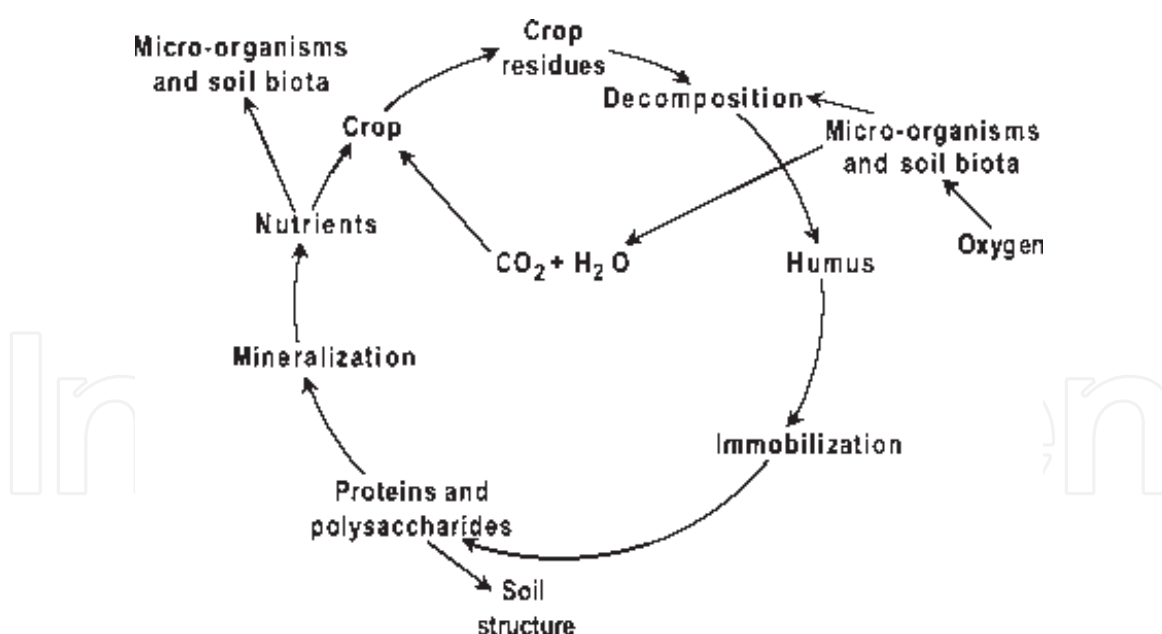 Crop
residues
Micro-organisms
and soil biota
Decomposition
Crop
Micro-organisms
and soil biota
Nutrients
Oxygen
CO₂ + H₂O
Humus
Mineralization
Immobilization
Proteins and
polysaccharides
Soil
structure